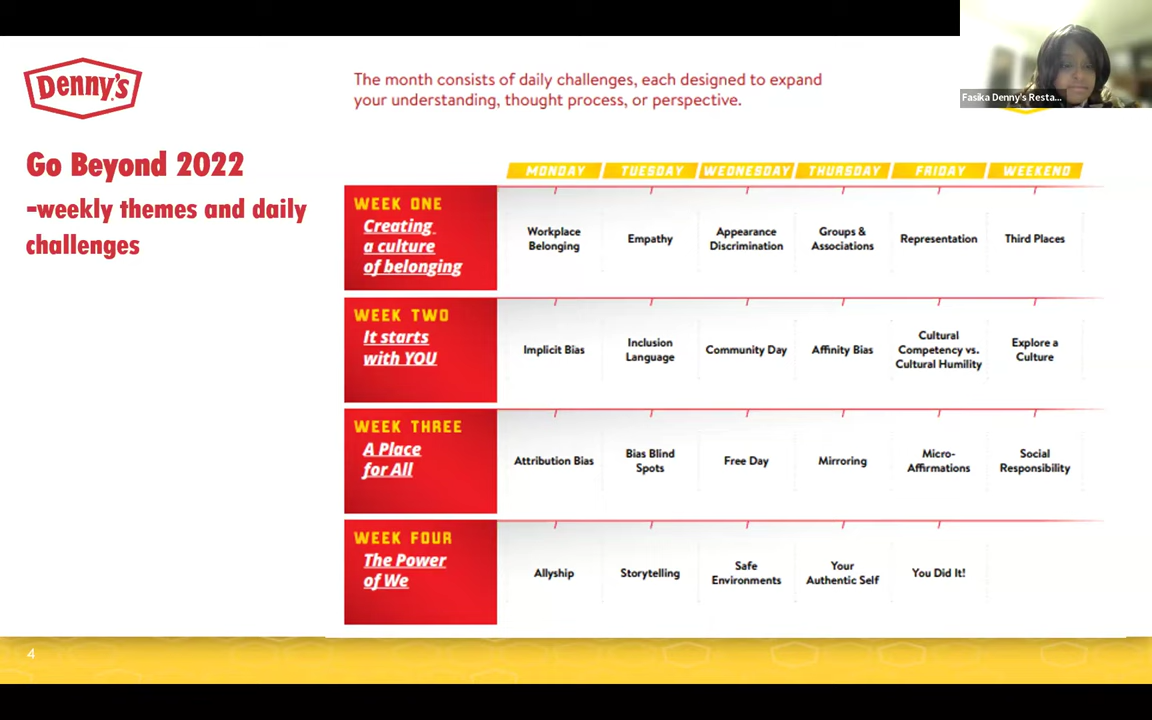 Denny's
The month consists of daily challenges, each designed to expand
your understanding, thought process, or perspective.
Fasika Denny's Resta...
Go Beyond 2022
-weekly themes and daily
challenges
MONDAY TUESDAY WEDNESDAY THURSDAY FRIDAY WEEKEND
WEEK ONE
Creating
a culture
of belonging
Workplace
Belonging
Empathy
Appearance
Discrimination
Groups &
Associations
Representation
Third Places
WEEK TWO
It starts
with YOU
Implicit Bias
Inclusion
Language
Community Day
Affinity Bias
Cultural
Competency vs.
Cultural Humility
Explore a
Culture
WEEK THREE
A Place
for All
Attribution Bias
Bias Blind
Spots
Free Day
Mirroring
Micro-
Affirmations
Social
Responsibility
WEEK FOUR
The Power
of We
Allyship
Storytelling
Safe
Environments
Your
Authentic Self
You Did It!
4